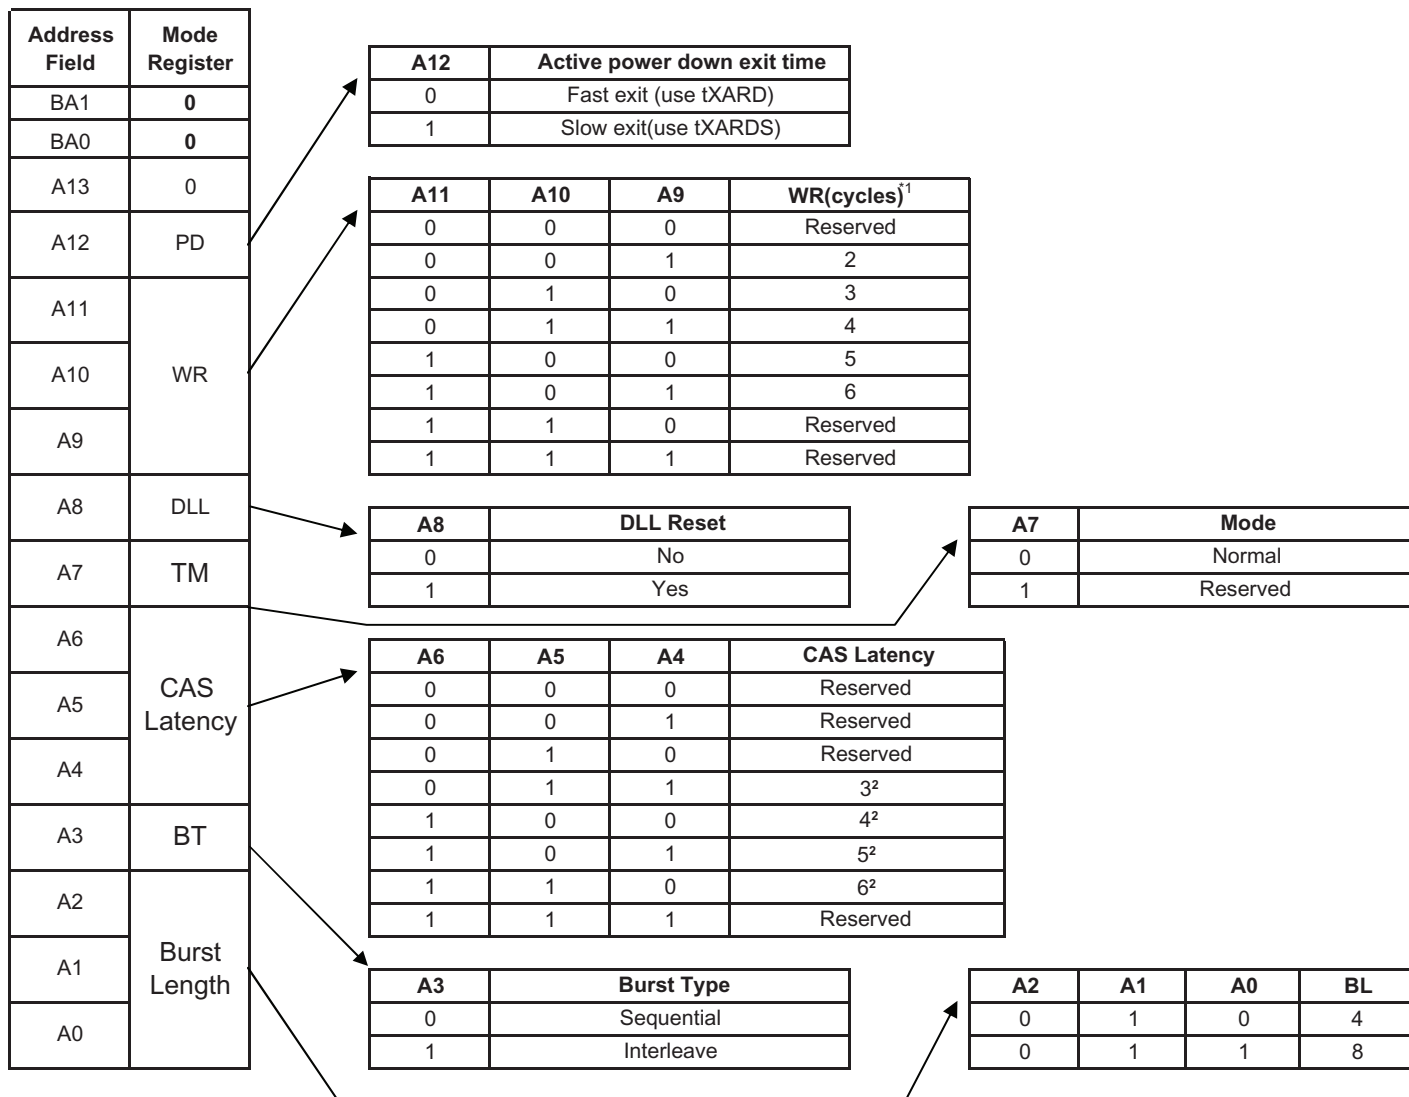 Address Field | Mode Register
BA1 | 0
BA0 | 0
A13 | 0
A12 | PD
A11
A10 | WR
A9
A8 | DLL
A7 | TM
A6
A5 | CAS Latency
A4
A3 | BT
A2
A1 | Burst Length
A0
A12 | Active power down exit time
0 | Fast exit (use tXARD)
1 | Slow exit(use tXARDS)
A11 | A10 | A9 | WR(cycles)*1
0 | 0 | 0 | Reserved
0 | 0 | 1 | 2
0 | 1 | 0 | 3
0 | 1 | 1 | 4
1 | 0 | 0 | 5
1 | 0 | 1 | 6
1 | 1 | 0 | Reserved
1 | 1 | 1 | Reserved
A8 | DLL Reset
0 | No
1 | Yes
A7 | Mode
0 | Normal
1 | Reserved
A6 | A5 | A4 | CAS Latency
0 | 0 | 0 | Reserved
0 | 0 | 1 | Reserved
0 | 1 | 0 | Reserved
0 | 1 | 1 | 3²
1 | 0 | 0 | 4²
1 | 0 | 1 | 5²
1 | 1 | 0 | 6²
1 | 1 | 1 | Reserved
A3 | Burst Type
0 | Sequential
1 | Interleave
A2 | A1 | A0 | BL
0 | 1 | 0 | 4
0 | 1 | 1 | 8